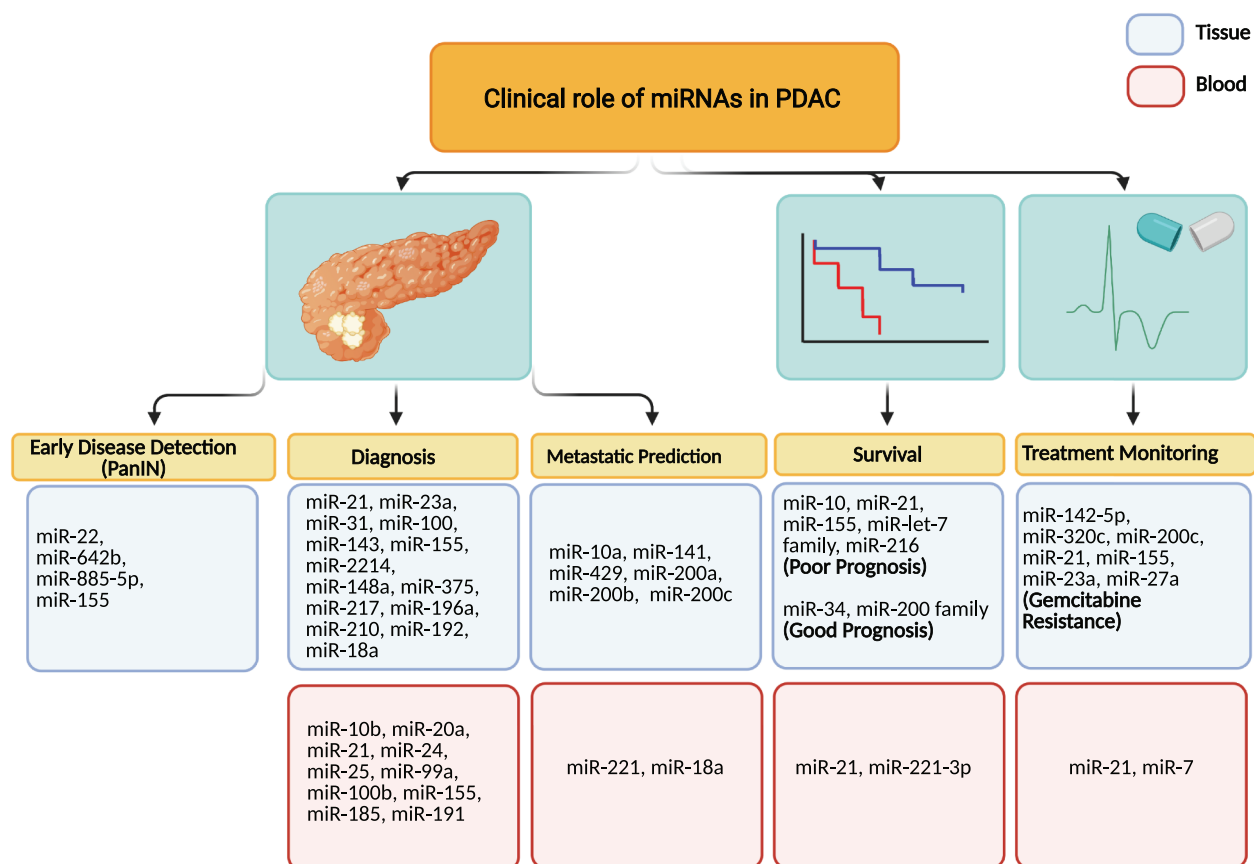 Tissue
Blood
Clinical role of miRNAs in PDAC
Early Disease Detection
(PanIN)
Diagnosis
Metastatic Prediction
Survival
Treatment Monitoring
miR-22,
miR-642b,
miR-885-5p,
miR-155
miR-21, miR-23a,
miR-31, miR-100,
miR-143, miR-155,
miR-2214,
miR-148a, miR-375,
miR-217, miR-196a,
miR-210, miR-192,
miR-18a
miR-10a, miR-141,
miR-429, miR-200a,
miR-200b, miR-200c
miR-10, miR-21,
miR-155, miR-let-7
family, miR-216
(Poor Prognosis)
miR-34, miR-200 family
(Good Prognosis)
miR-142-5p,
miR-320c, miR-200c,
miR-21, miR-155,
miR-23a, miR-27a
(Gemcitabine
Resistance)
miR-10b, miR-20a,
miR-21, miR-24,
miR-25, miR-99a,
miR-100b, miR-155,
miR-185, miR-191
miR-221, miR-18a
miR-21, miR-221-3p
miR-21, miR-7